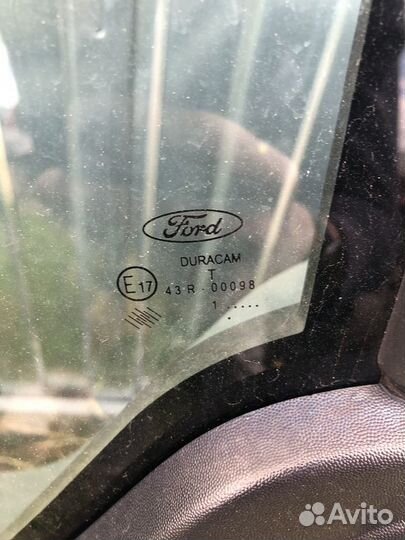 Ford
DURACAM
T
E17 43R-00098
1.....
.
Avito